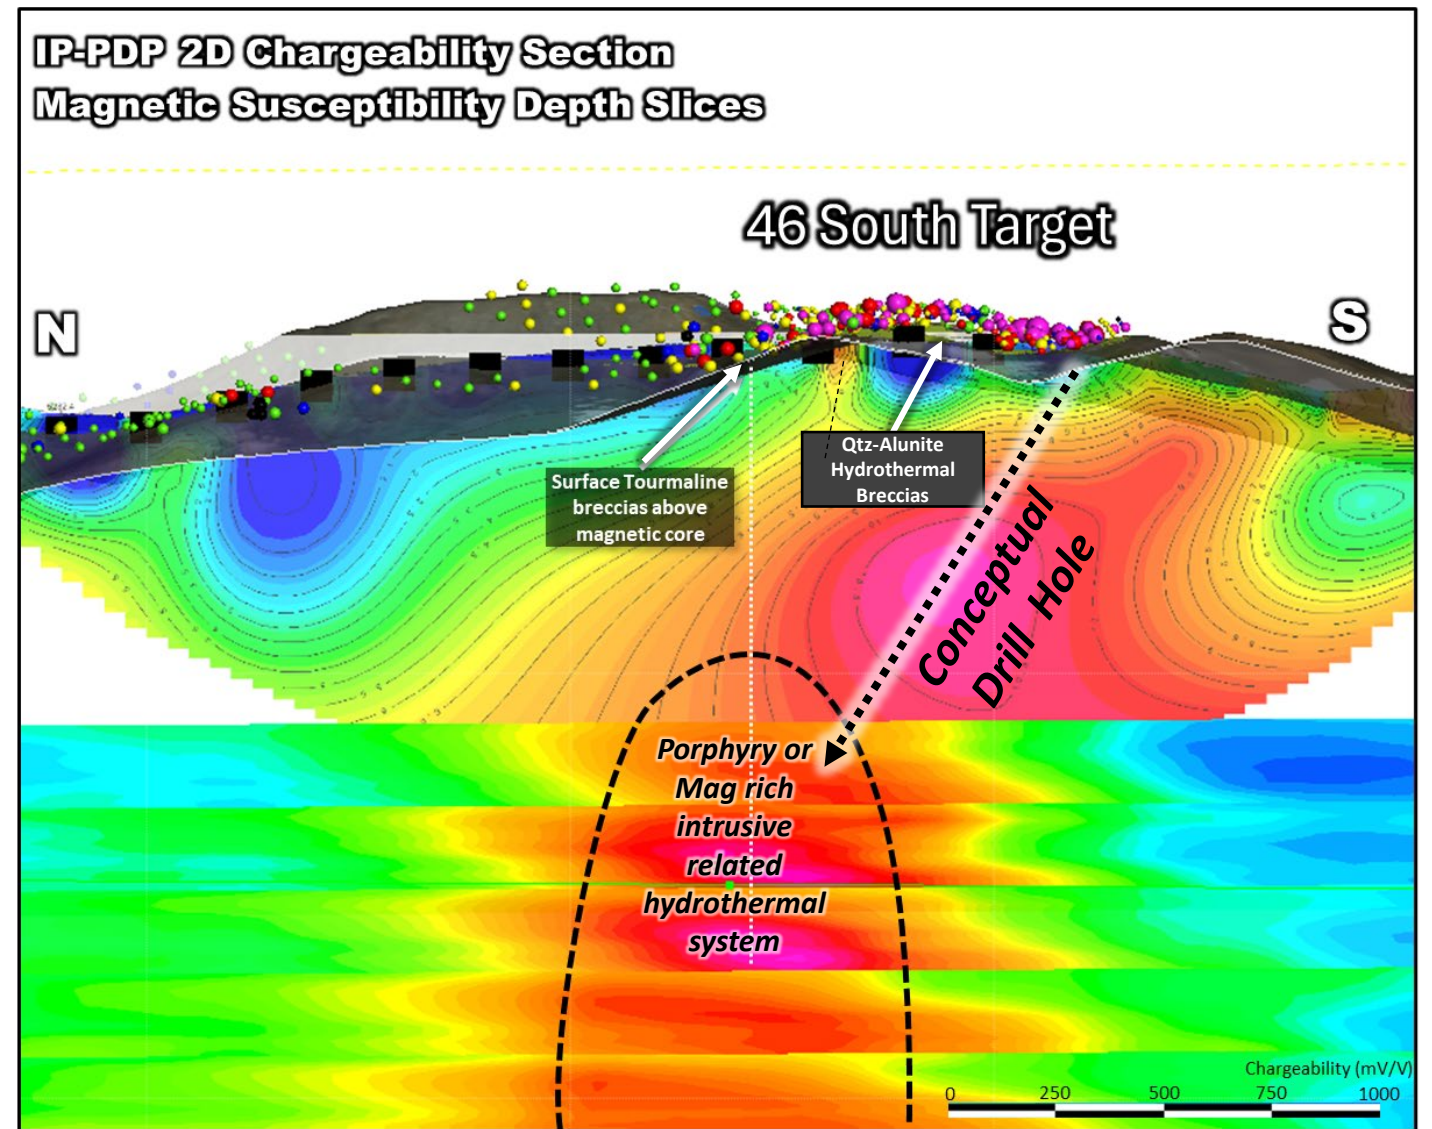 IP-PDP 2D Chargeability Section
Magnetic Susceptibility Depth Slices
46 South Target
N
S
Qtz-Alunite
Hydrothermal
Breccias
Surface Tourmaline
breccias above
magnetic core
Conceptual
Drill Hole
Porphyry or
Mag rich
intrusive
related
hydrothermal
system
Chargeability (mV/V)
0 250 500 750 1000